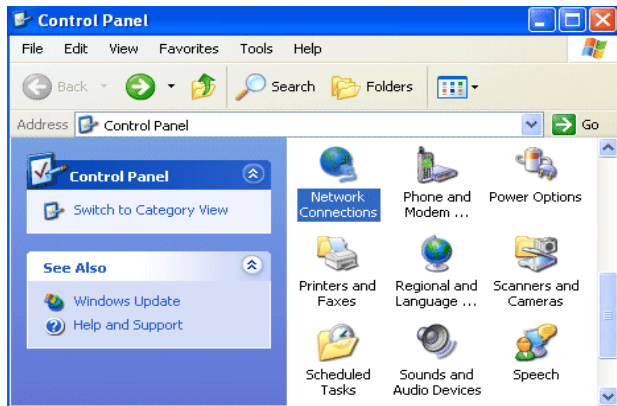 Control Panel
File Edit View Favorites Tools Help
Back Search Folders
Address Control Panel Go
Control Panel
Switch to Category View
See Also
Windows Update
Help and Support
Network
Connections
Phone and
Modem ...
Power Options
Printers and
Faxes
Regional and
Language ...
Scanners and
Cameras
Scheduled
Tasks
Sounds and
Audio Devices
Speech